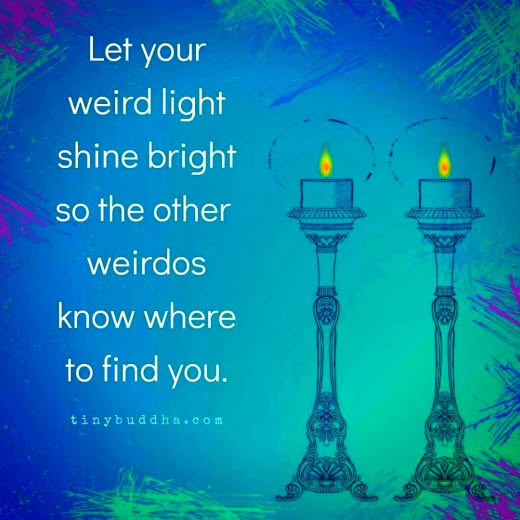 Let your
weird light
shine bright
so the other
weirdos
know where
to find you.
tinybuddha.com